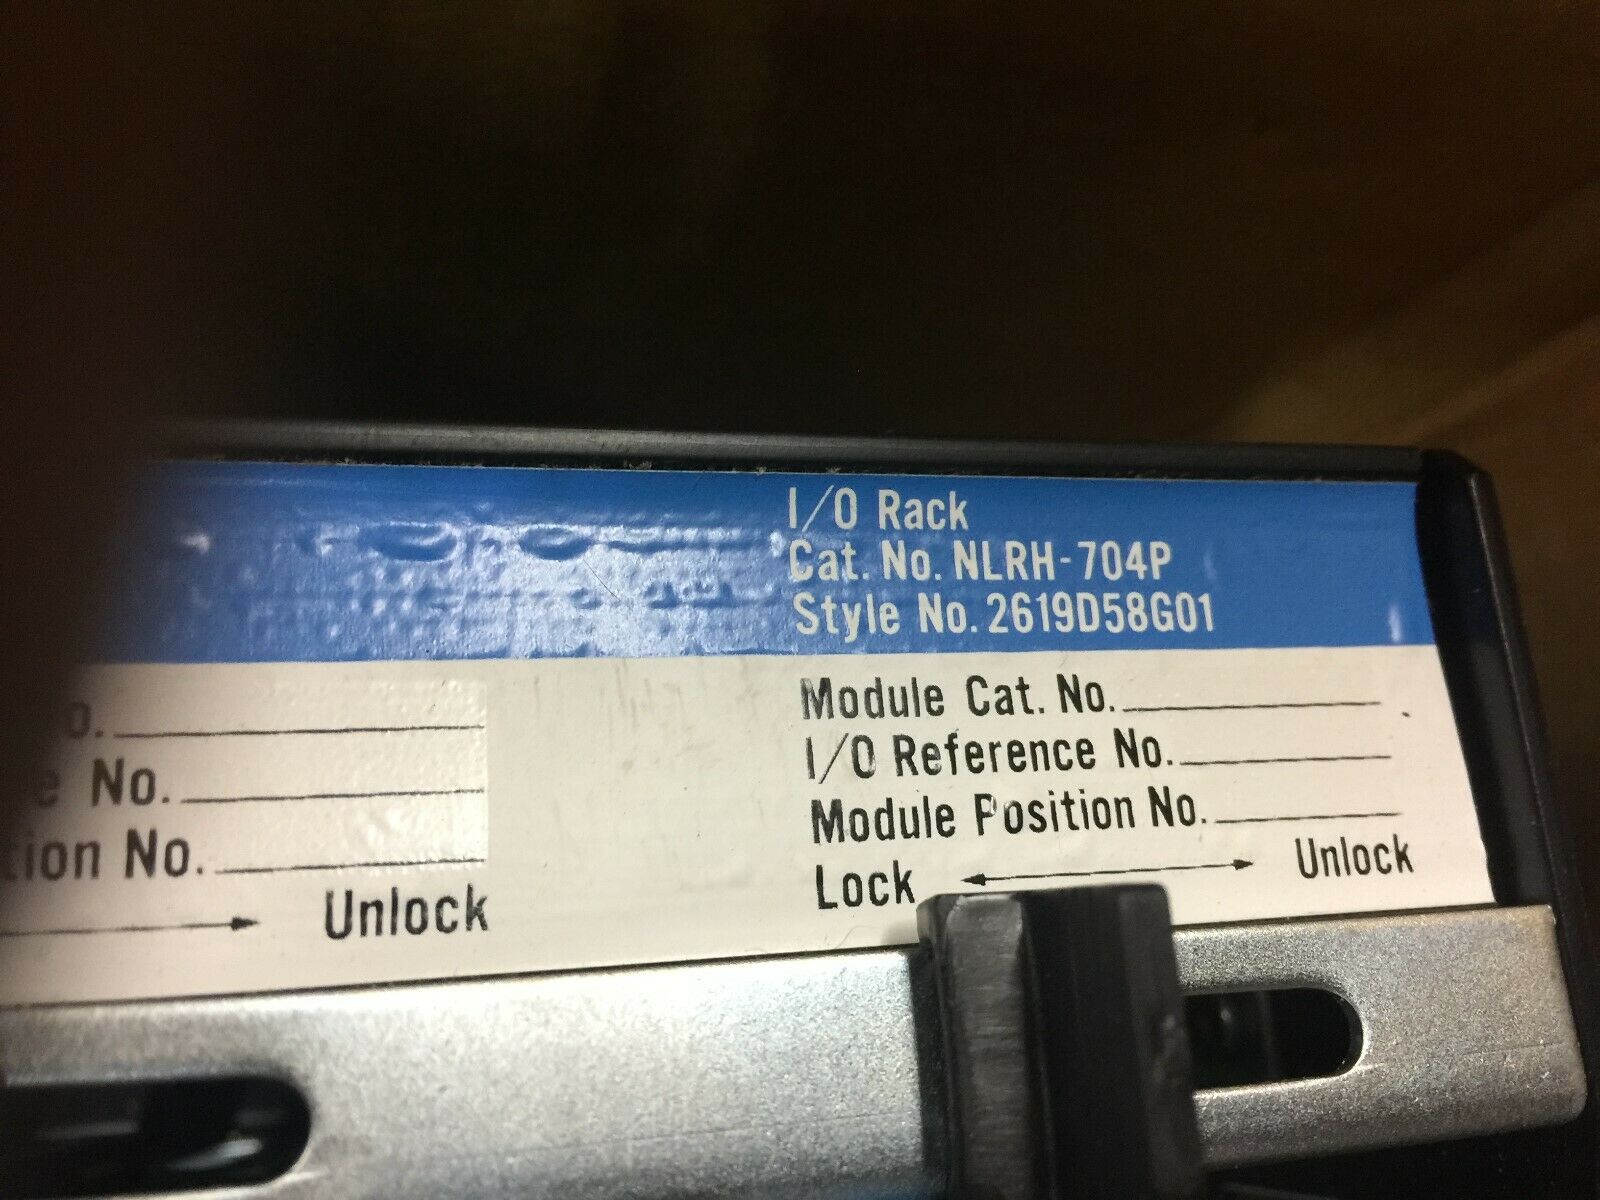 I/O Rack
Cat. No. NLRH-704P
Style No. 2619D58G01
No.
No.
Unlock
Module Cat. No.
I/O Reference No.
Module Position No.
Lock Unlock